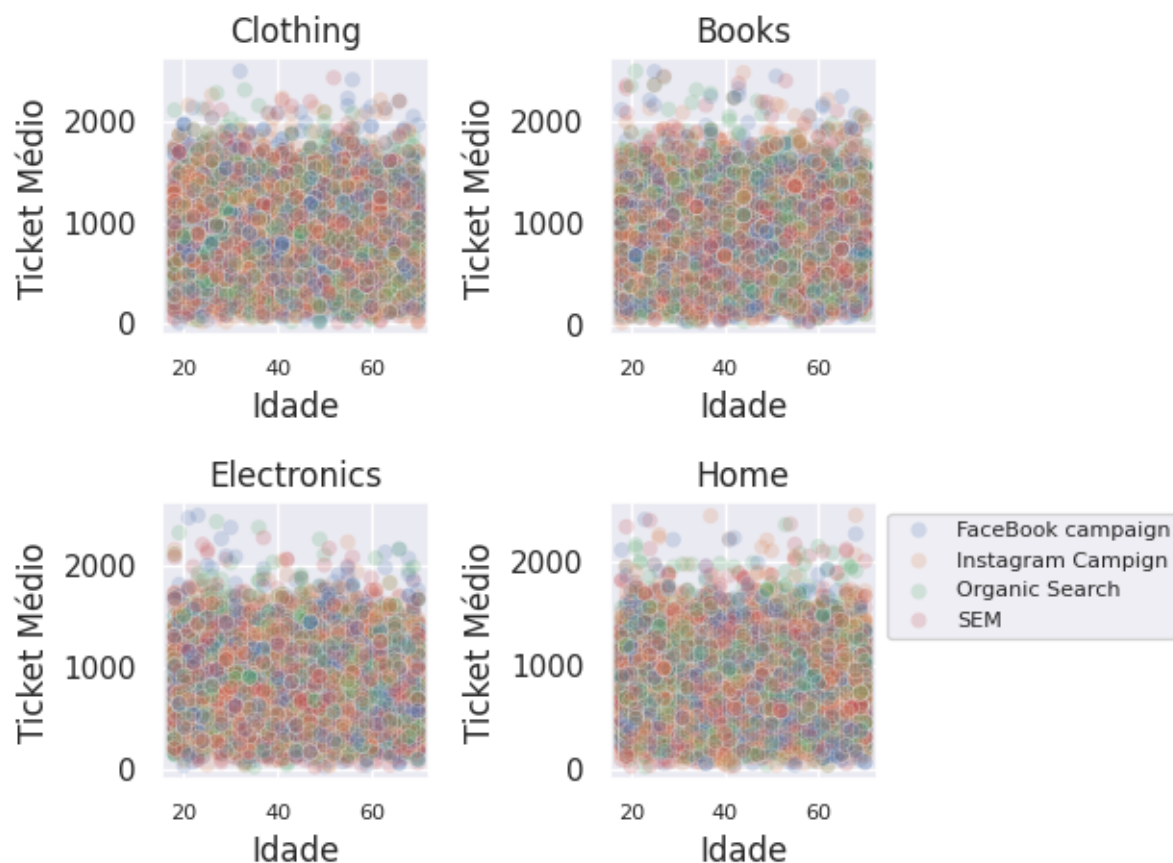 Clothing
Ticket Médio
2000
1000
0
20 40 60
Idade
Books
Ticket Médio
2000
1000
0
20 40 60
Idade
Electronics
Ticket Médio
2000
1000
0
20 40 60
Idade
Home
Ticket Médio
2000
1000
0
20 40 60
Idade
FaceBook campaign
Instagram Campign
Organic Search
SEM